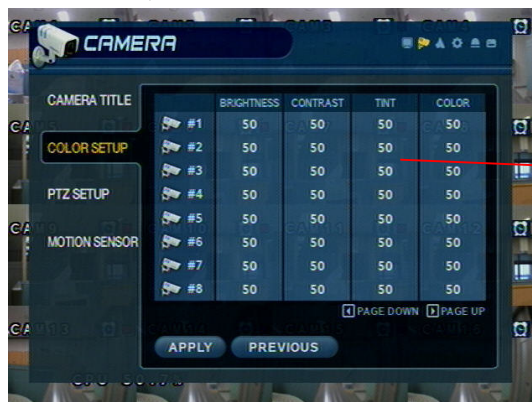 CAMERA
CAMERA TITLE
COLOR SETUP
PTZ SETUP
MOTION SENSOR
BRIGHTNESS CONTRAST TINT COLOR
#1 50 50 50 50
#2 50 50 50 50
#3 50 50 50 50
#4 50 50 50 50
#5 50 50 50 50
#6 50 50 50 50
#7 50 50 50 50
#8 50 50 50 50
PAGE DOWN PAGE UP
APPLY PREVIOUS